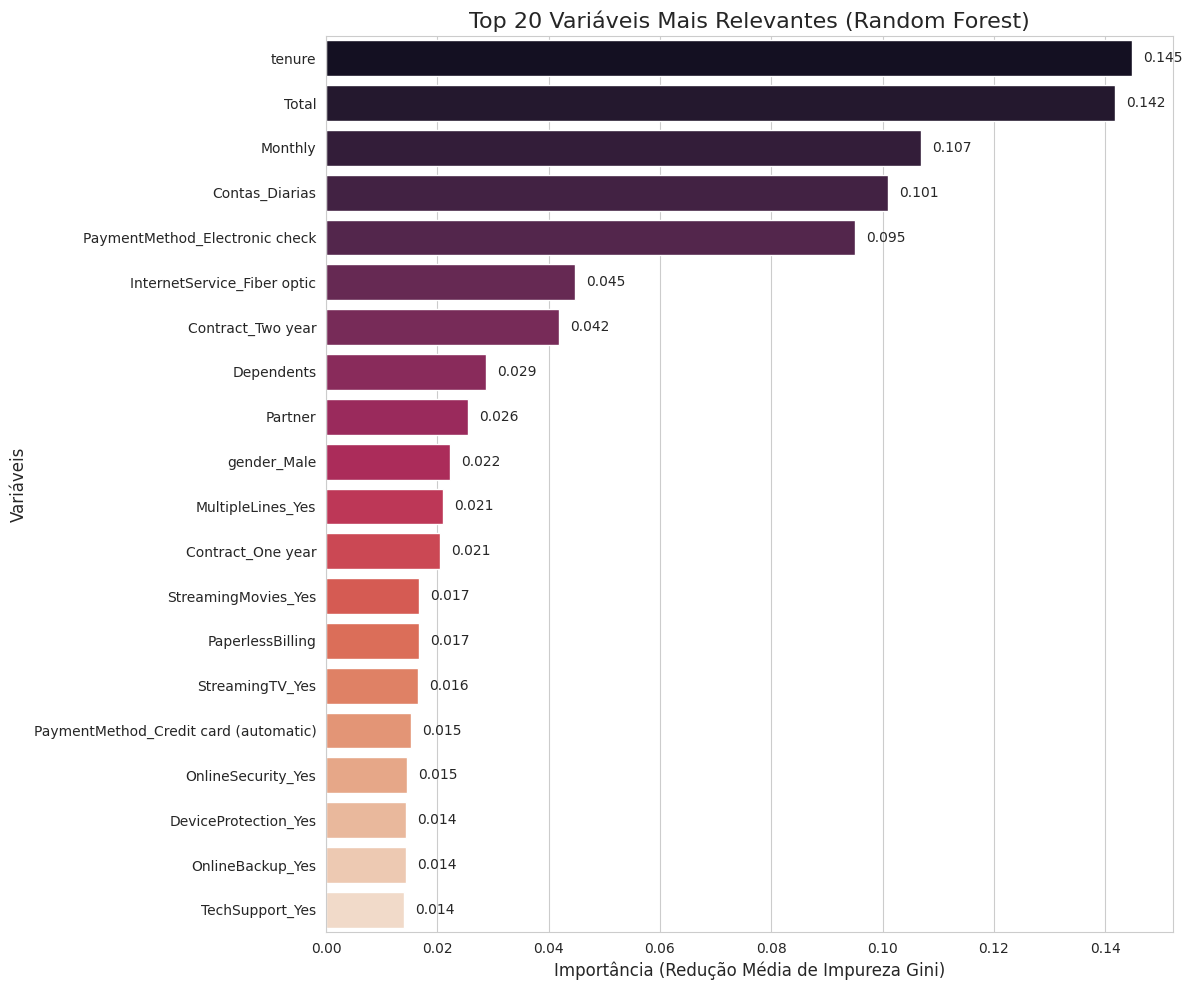 Top 20 Variáveis Mais Relevantes (Random Forest)
Variáveis
tenure 0.145
Total 0.142
Monthly 0.107
Contas_Diarias 0.101
PaymentMethod_Electronic check 0.095
InternetService_Fiber optic 0.045
Contract_Two year 0.042
Dependents 0.029
Partner 0.026
gender_Male 0.022
MultipleLines_Yes 0.021
Contract_One year 0.021
StreamingMovies_Yes 0.017
PaperlessBilling 0.017
StreamingTV_Yes 0.016
PaymentMethod_Credit card (automatic) 0.015
OnlineSecurity_Yes 0.015
DeviceProtection_Yes 0.014
OnlineBackup_Yes 0.014
TechSupport_Yes 0.014
0.00 0.02 0.04 0.06 0.08 0.10 0.12 0.14
Importância (Redução Média de Impureza Gini)